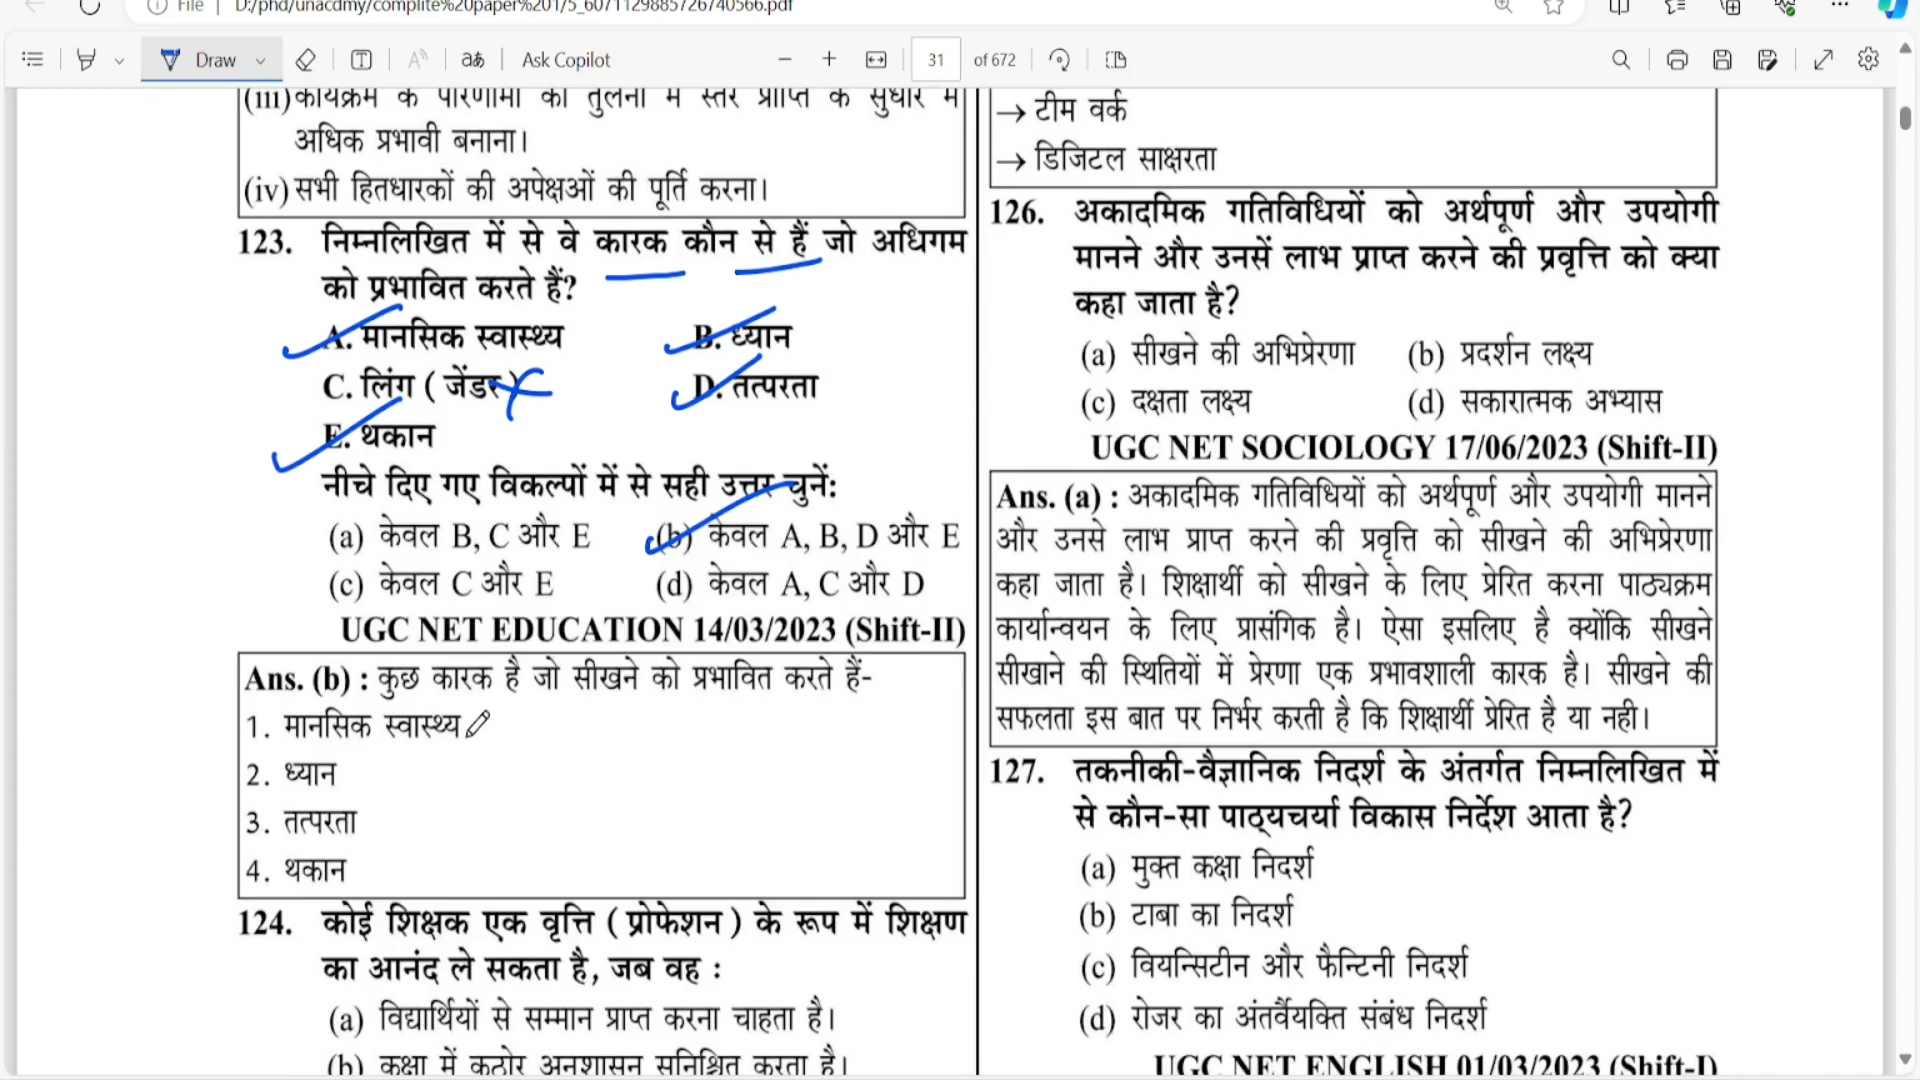 File
D:/phd/unacdmy/complite%20paper%201/5_6071129885726740566.pdf
Draw
Ask Copilot
31 of 672
(iii) कार्यक्रम के परिणामों की तुलना में स्तर प्राप्ति के सुधार में
अधिक प्रभावी बनाना।
(iv) सभी हितधारकों की अपेक्षओं की पूर्ति करना।
123. निम्नलिखित में से वे कारक कौन से हैं जो अधिगम
को प्रभावित करते हैं?
A. मानसिक स्वास्थ्य B. ध्यान
C. लिंग ( जेंडर ) D. तत्परता
E. थकान
नीचे दिए गए विकल्पों में से सही उत्तर चुनें:
(a) केवल B, C और E (b) केवल A, B, D और E
(c) केवल C और E (d) केवल A, C और D
UGC NET EDUCATION 14/03/2023 (Shift-II)
Ans. (b) : कुछ कारक है जो सीखने को प्रभावित करते हैं-
1. मानसिक स्वास्थ्य
2. ध्यान
3. तत्परता
4. थकान
124. कोई शिक्षक एक वृत्ति ( प्रोफेशन ) के रूप में शिक्षण
का आनंद ले सकता है, जब वह :
(a) विद्यार्थियों से सम्मान प्राप्त करना चाहता है।
(b) कक्षा में कठोर अनुशासन सुनिश्चित करता है।
→ टीम वर्क
→ डिजिटल साक्षरता
126. अकादमिक गतिविधियों को अर्थपूर्ण और उपयोगी
मानने और उनसें लाभ प्राप्त करने की प्रवृत्ति को क्या
कहा जाता है?
(a) सीखने की अभिप्रेरणा (b) प्रदर्शन लक्ष्य
(c) दक्षता लक्ष्य (d) सकारात्मक अभ्यास
UGC NET SOCIOLOGY 17/06/2023 (Shift-II)
Ans. (a) : अकादमिक गतिविधियों को अर्थपूर्ण और उपयोगी मानने
और उनसे लाभ प्राप्त करने की प्रवृत्ति को सीखने की अभिप्रेरणा
कहा जाता है। शिक्षार्थी को सीखने के लिए प्रेरित करना पाठ्यक्रम
कार्यान्वयन के लिए प्रासंगिक है। ऐसा इसलिए है क्योंकि सीखने
सीखाने की स्थितियों में प्रेरणा एक प्रभावशाली कारक है। सीखने की
सफलता इस बात पर निर्भर करती है कि शिक्षार्थी प्रेरित है या नही।
127. तकनीकी-वैज्ञानिक निदर्श के अंतर्गत निम्नलिखित में
से कौन-सा पाठ्यचर्या विकास निर्देश आता है?
(a) मुक्त कक्षा निदर्श
(b) टाबा का निदर्श
(c) वियन्सिटीन और फैन्टिनी निदर्श
(d) रोजर का अंतर्वैयक्ति संबंध निदर्श
UGC NET ENGLISH 01/03/2023 (Shift-I)